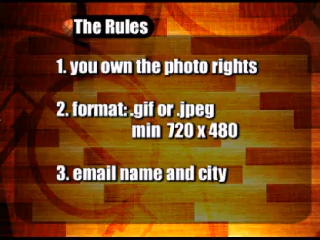 The Rules
1. you own the photo rights
2. format: .gif or .jpeg
min 720 x 480
3. email name and city